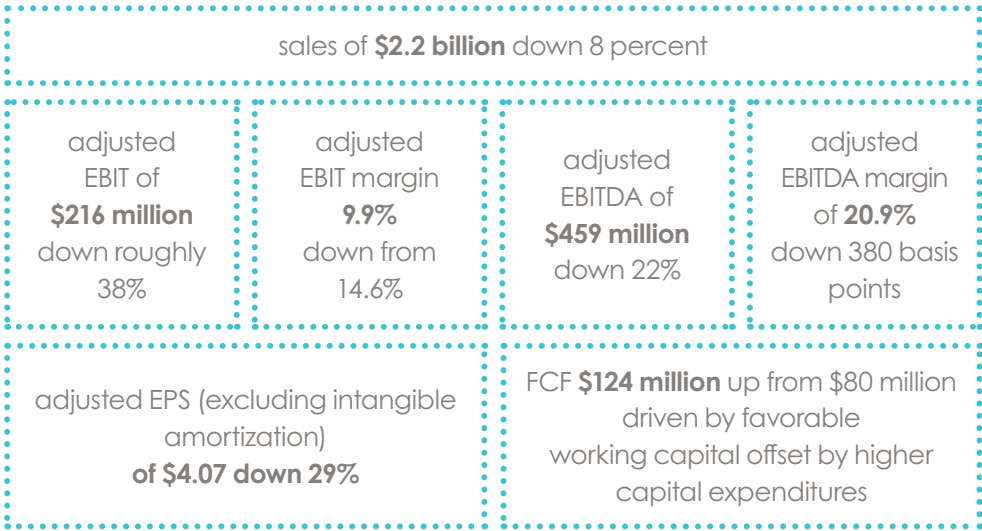 sales of $2.2 billion down 8 percent
adjusted
EBIT of
$216 million
down roughly
38%
adjusted
EBIT margin
9.9%
down from
14.6%
adjusted
EBITDA of
$459 million
down 22%
adjusted
EBITDA margin
of 20.9%
down 380 basis
points
adjusted EPS (excluding intangible
amortization)
of $4.07 down 29%
FCF $124 million up from $80 million
driven by favorable
working capital offset by higher
capital expenditures